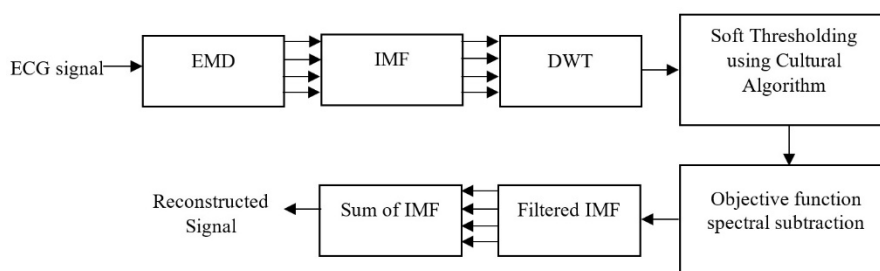 ECG signal
EMD
IMF
DWT
Soft Thresholding
using Cultural
Algorithm
Reconstructed
Signal
Sum of IMF
Filtered IMF
Objective function
spectral subtraction